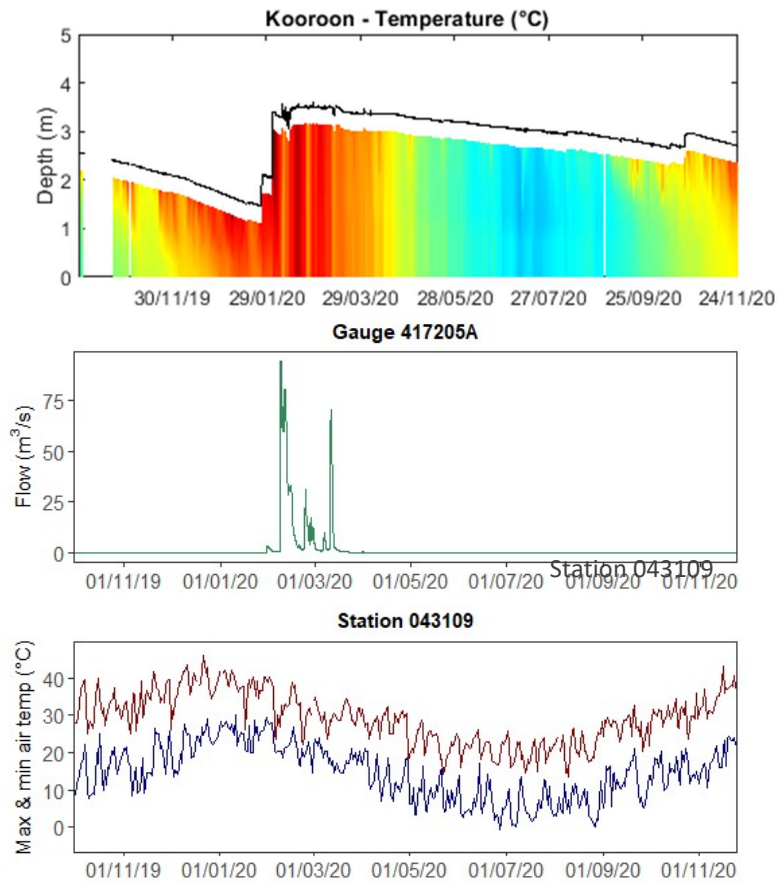 Kooroon - Temperature (°C)
5
4
3
2
1
0
Depth (m)
30/11/19 29/01/20 29/03/20 28/05/20 27/07/20 25/09/20 24/11/20
Gauge 417205A
75
50
25
0
Flow (m³/s)
Station 043109
01/11/19 01/01/20 01/03/20 01/05/20 01/07/20 01/09/20 01/11/20
Station 043109
40
30
20
10
0
Max & min air temp (°C)
01/11/19 01/01/20 01/03/20 01/05/20 01/07/20 01/09/20 01/11/20